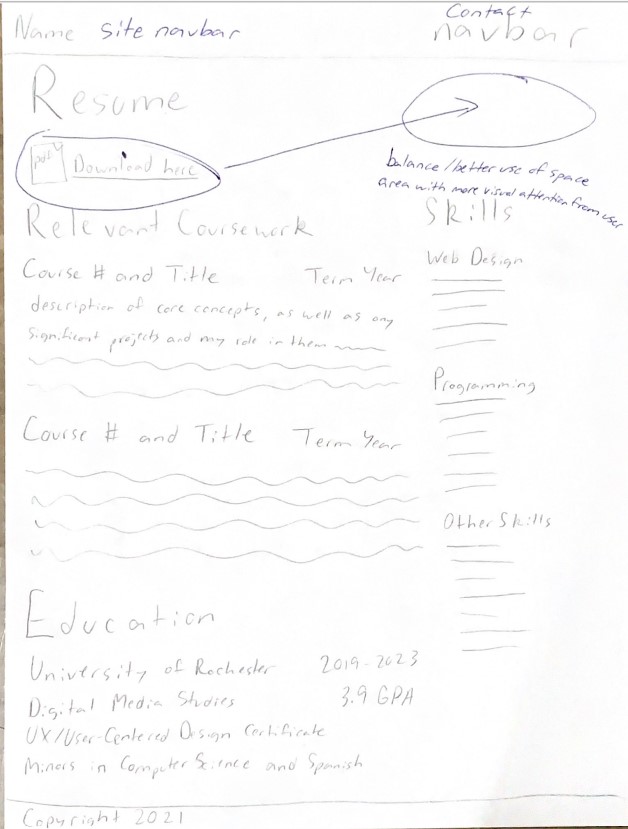 Name site navbar
Contact
navbar
Resume
pdf
Download here
balance/better use of space
area with more visual attention from user
Relevant Coursework
Skills
Course # and Title Term Year
description of core concepts, as well as any
significant projects and my role in them
Web Design
Programming
Course # and Title Term Year
Other Skills
Education
University of Rochester 2019-2023
Digital Media Studies 3.9 GPA
UX/User-Centered Design Certificate
Minors in Computer Science and Spanish
Copyright 2021